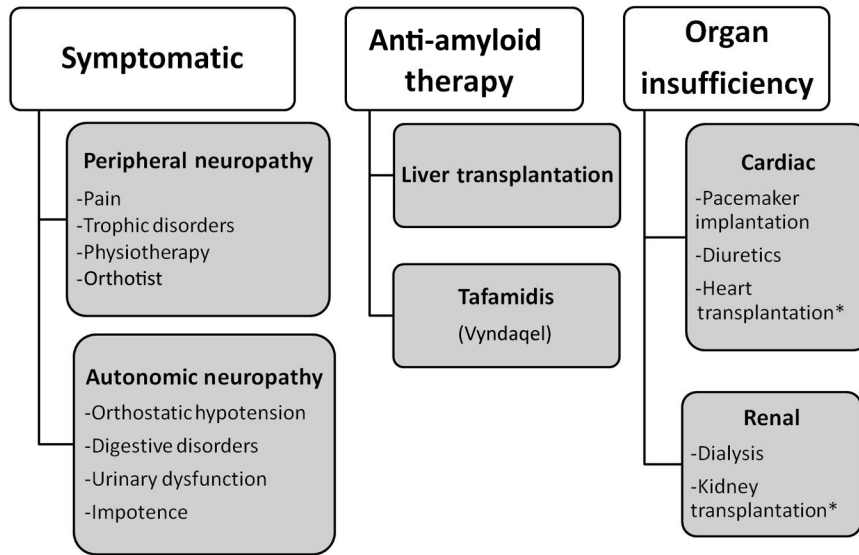 Symptomatic
Peripheral neuropathy
-Pain
-Trophic disorders
-Physiotherapy
-Orthotist
Autonomic neuropathy
-Orthostatic hypotension
-Digestive disorders
-Urinary dysfunction
-Impotence
Anti-amyloid
therapy
Liver transplantation
Tafamidis
(Vyndaqel)
Organ
insufficiency
Cardiac
-Pacemaker
implantation
-Diuretics
-Heart
transplantation*
Renal
-Dialysis
-Kidney
transplantation*